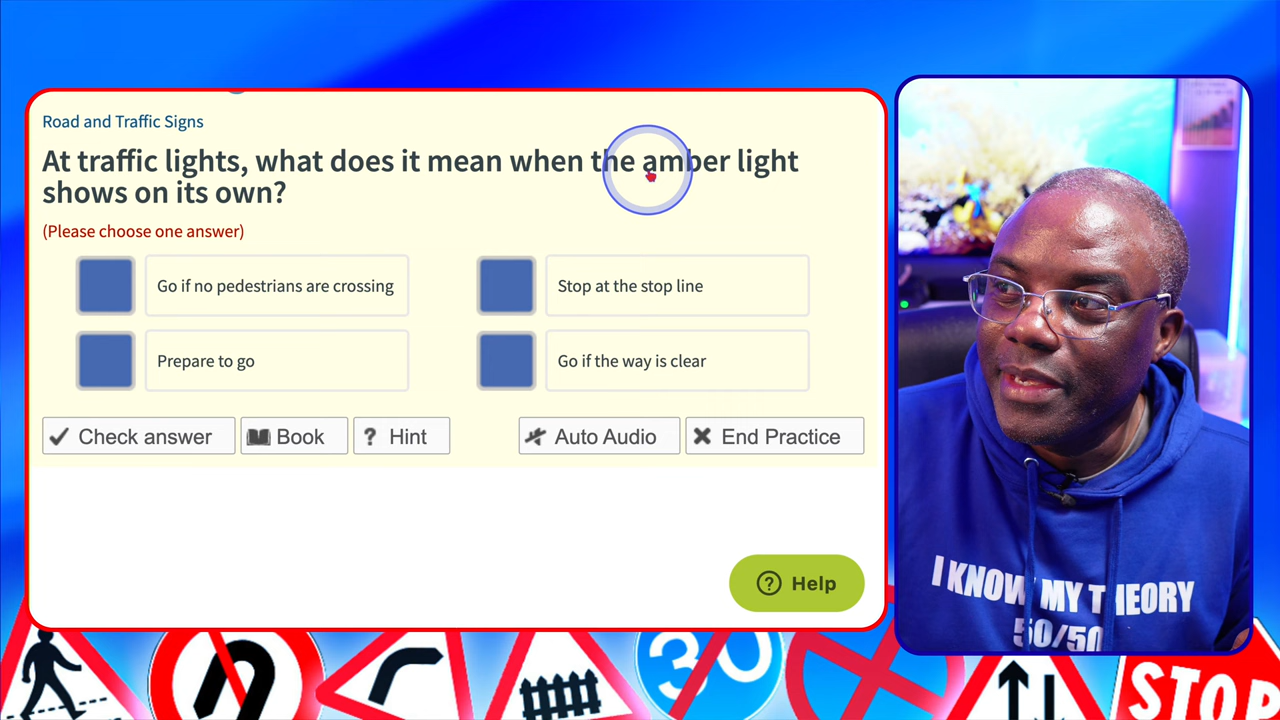 Road and Traffic Signs
At traffic lights, what does it mean when the amber light
shows on its own?
(Please choose one answer)
Go if no pedestrians are crossing
Stop at the stop line
Prepare to go
Go if the way is clear
Check answer
Book
? Hint
Auto Audio
End Practice
? Help
I KNOW MY THEORY
50/50
30
STOP